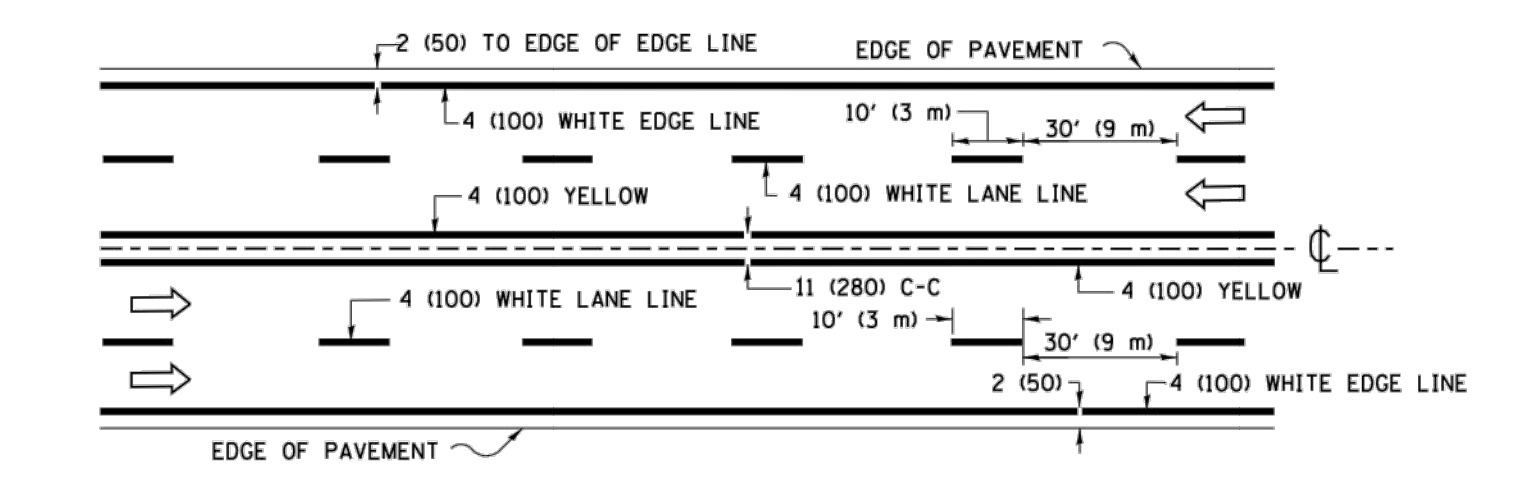 2 (50) TO EDGE OF EDGE LINE
EDGE OF PAVEMENT
4 (100) WHITE EDGE LINE
10' (3 m)
30' (9 m)
4 (100) YELLOW
4 (100) WHITE LANE LINE
℄
11 (280) C-C
4 (100) YELLOW
4 (100) WHITE LANE LINE
10' (3 m)
30' (9 m)
2 (50)
4 (100) WHITE EDGE LINE
EDGE OF PAVEMENT